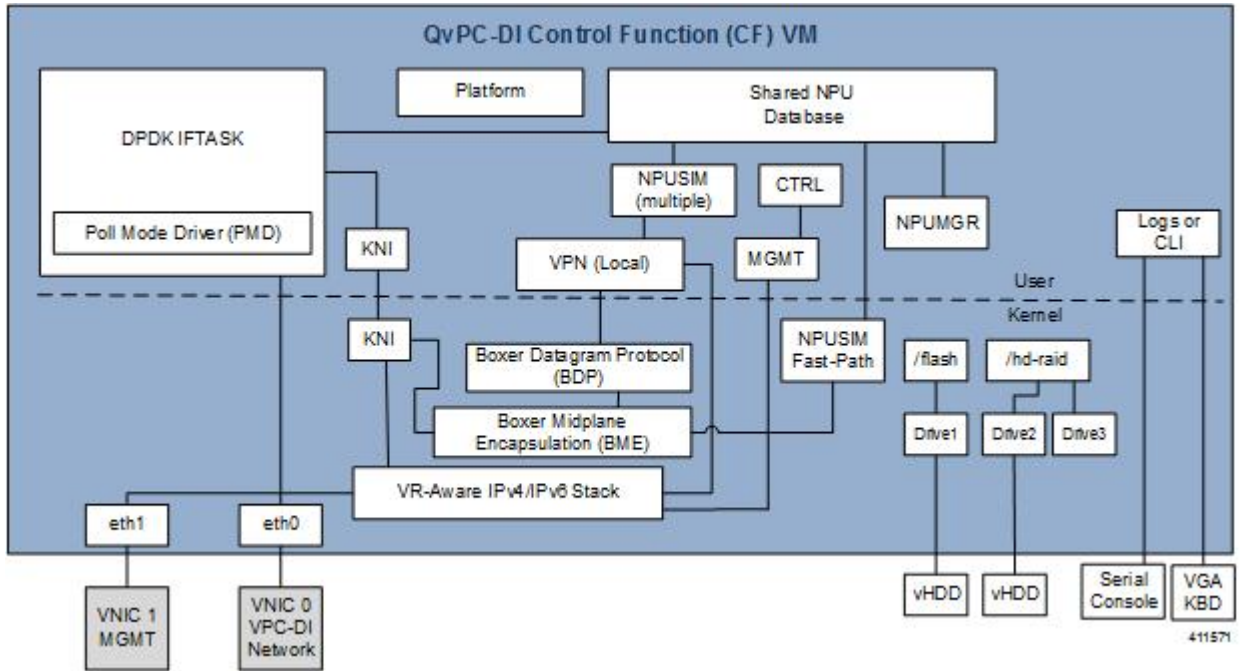 QvPC-DI Control Function (CF) VM
Platform
Shared NPU
Database
DPDK IFTASK
Poll Mode Driver (PMD)
NPUSIM
(multiple)
CTRL
NPUMGR
Logs or
CLI
KNI
VPN (Local)
MGMT
User
Kernel
KNI
Boxer Datagram Protocol
(BDP)
NPUSIM
Fast-Path
/flash
/hd-raid
Boxer Midplane
Encapsulation (BME)
Drive1
Drive2
Drive3
VR-Aware IPv4/IPv6 Stack
eth1
eth0
VNIC 1
MGMT
VNIC 0
VPC-DI
Network
vHDD
vHDD
Serial
Console
VGA
KBD
411571